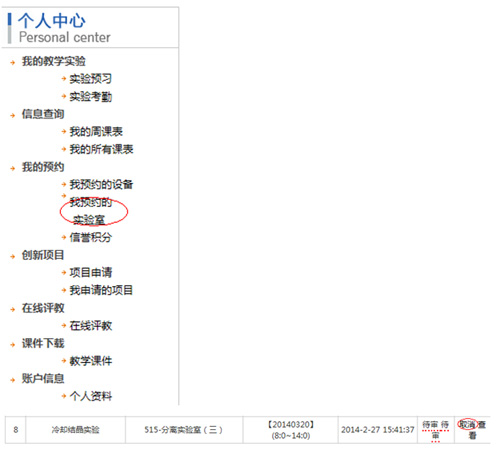 个人中心
Personal center
我的教学实验
实验预习
实验考勤
信息查询
我的周课表
我的所有课表
我的预约
我预约的设备
我预约的
实验室
信誉积分
创新项目
项目申请
我申请的项目
在线评教
在线评教
课件下载
教学课件
账户信息
个人资料
8 冷却结晶实验 515-分离实验室（三） 【20140320】 2014-2-27 15:41:37 待审 待 取消 查
(8:0~14:0) 审 看